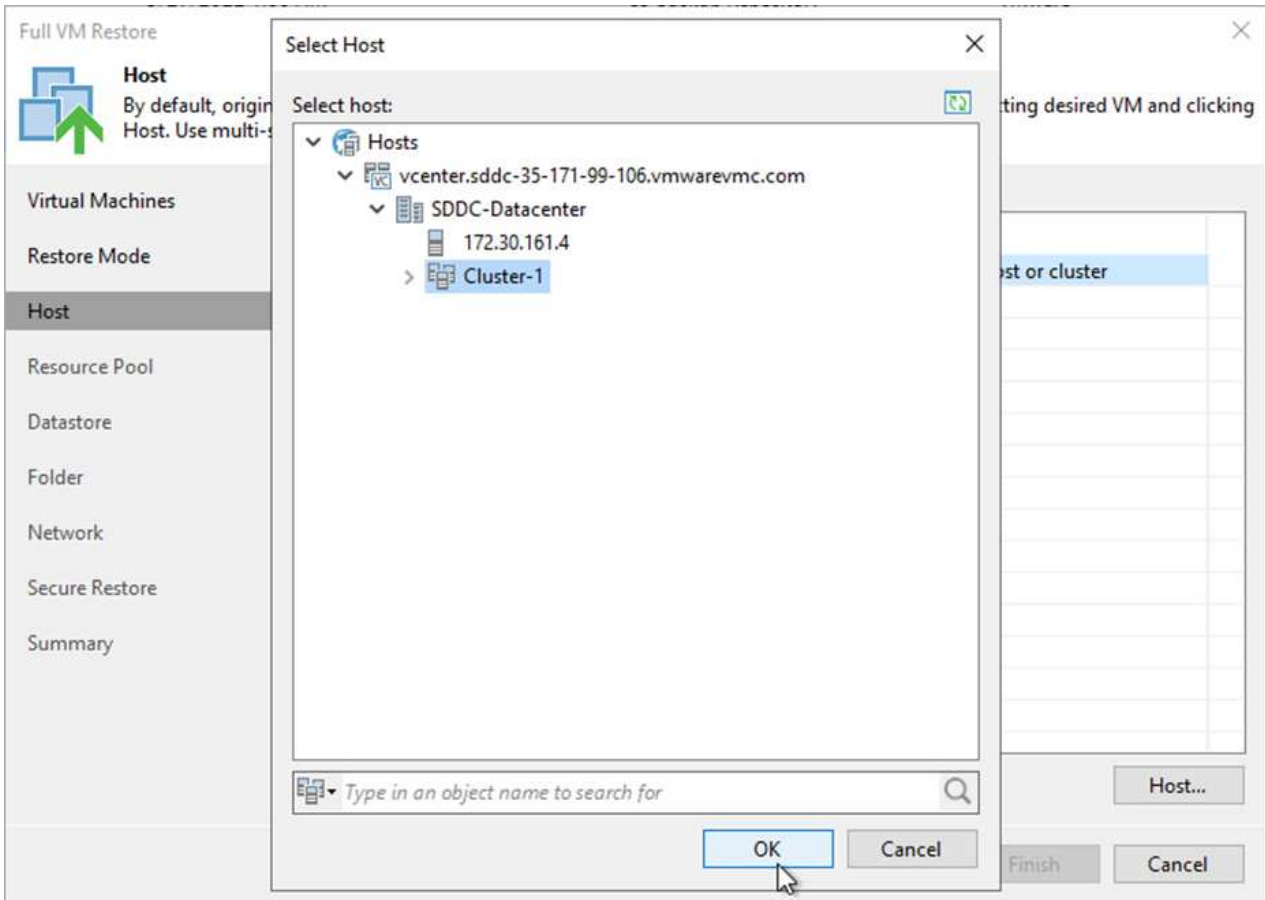 Full VM Restore
Host
By default, origin
Host. Use multi-s
ting desired VM and clicking
Virtual Machines
Restore Mode
Host
Resource Pool
Datastore
Folder
Network
Secure Restore
Summary
Select Host
Select host:
Hosts
vcenter.sddc-35-171-99-106.vmwarevmc.com
SDDC-Datacenter
172.30.161.4
Cluster-1
Type in an object name to search for
OK
Cancel
ost or cluster
Host...
Finish
Cancel